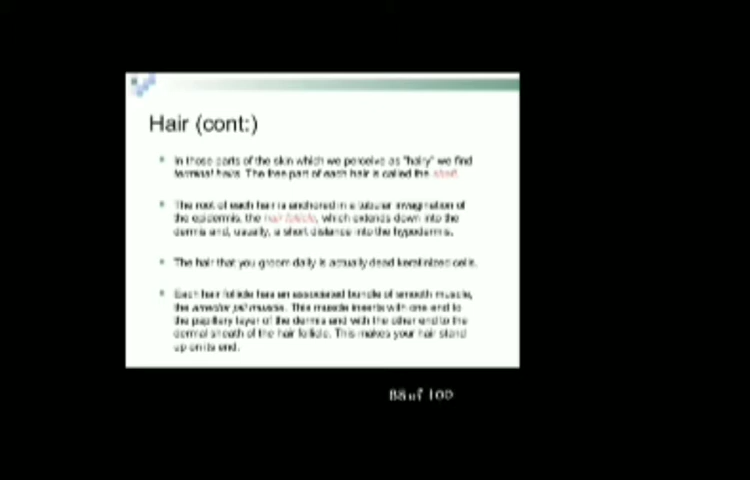 Hair (cont:)
In those parts of the skin which we perceive as "hairy" we find
terminal hairs. The free part of each hair is called the shaft.
The root of each hair is anchored in a tubular invagination of
the epidermis, the hair follicle, which extends down into the
dermis and, usually, a short distance into the hypodermis.
The hair that you groom daily is actually dead keratinized cells.
Each hair follicle has an associated bundle of smooth muscle,
the arrector pili muscle. This muscle inserts with one end to
the papillary layer of the dermis and with the other end to the
dermal sheath of the hair follicle. This makes your hair stand
up on its end.
of 100